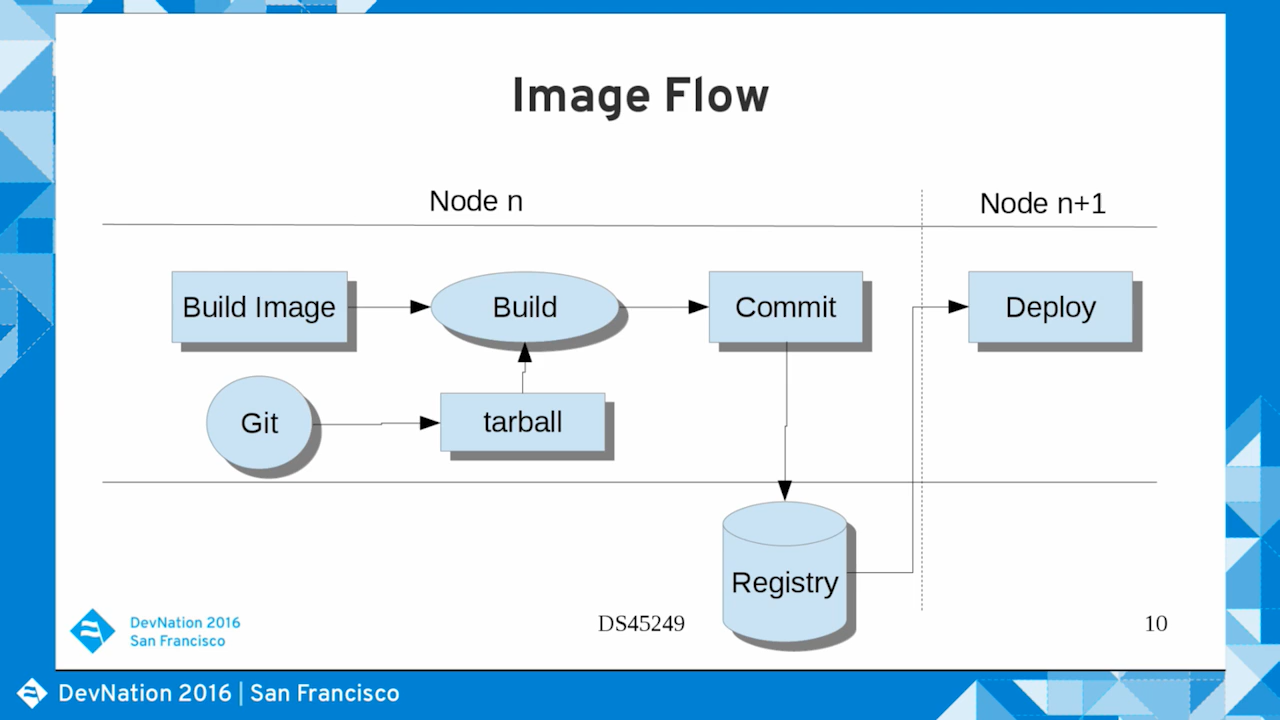 Image Flow
Node n
Node n+1
Build Image
Build
Commit
Deploy
Git
tarball
Registry
DevNation 2016
San Francisco
DS45249
10
DevNation 2016 | San Francisco